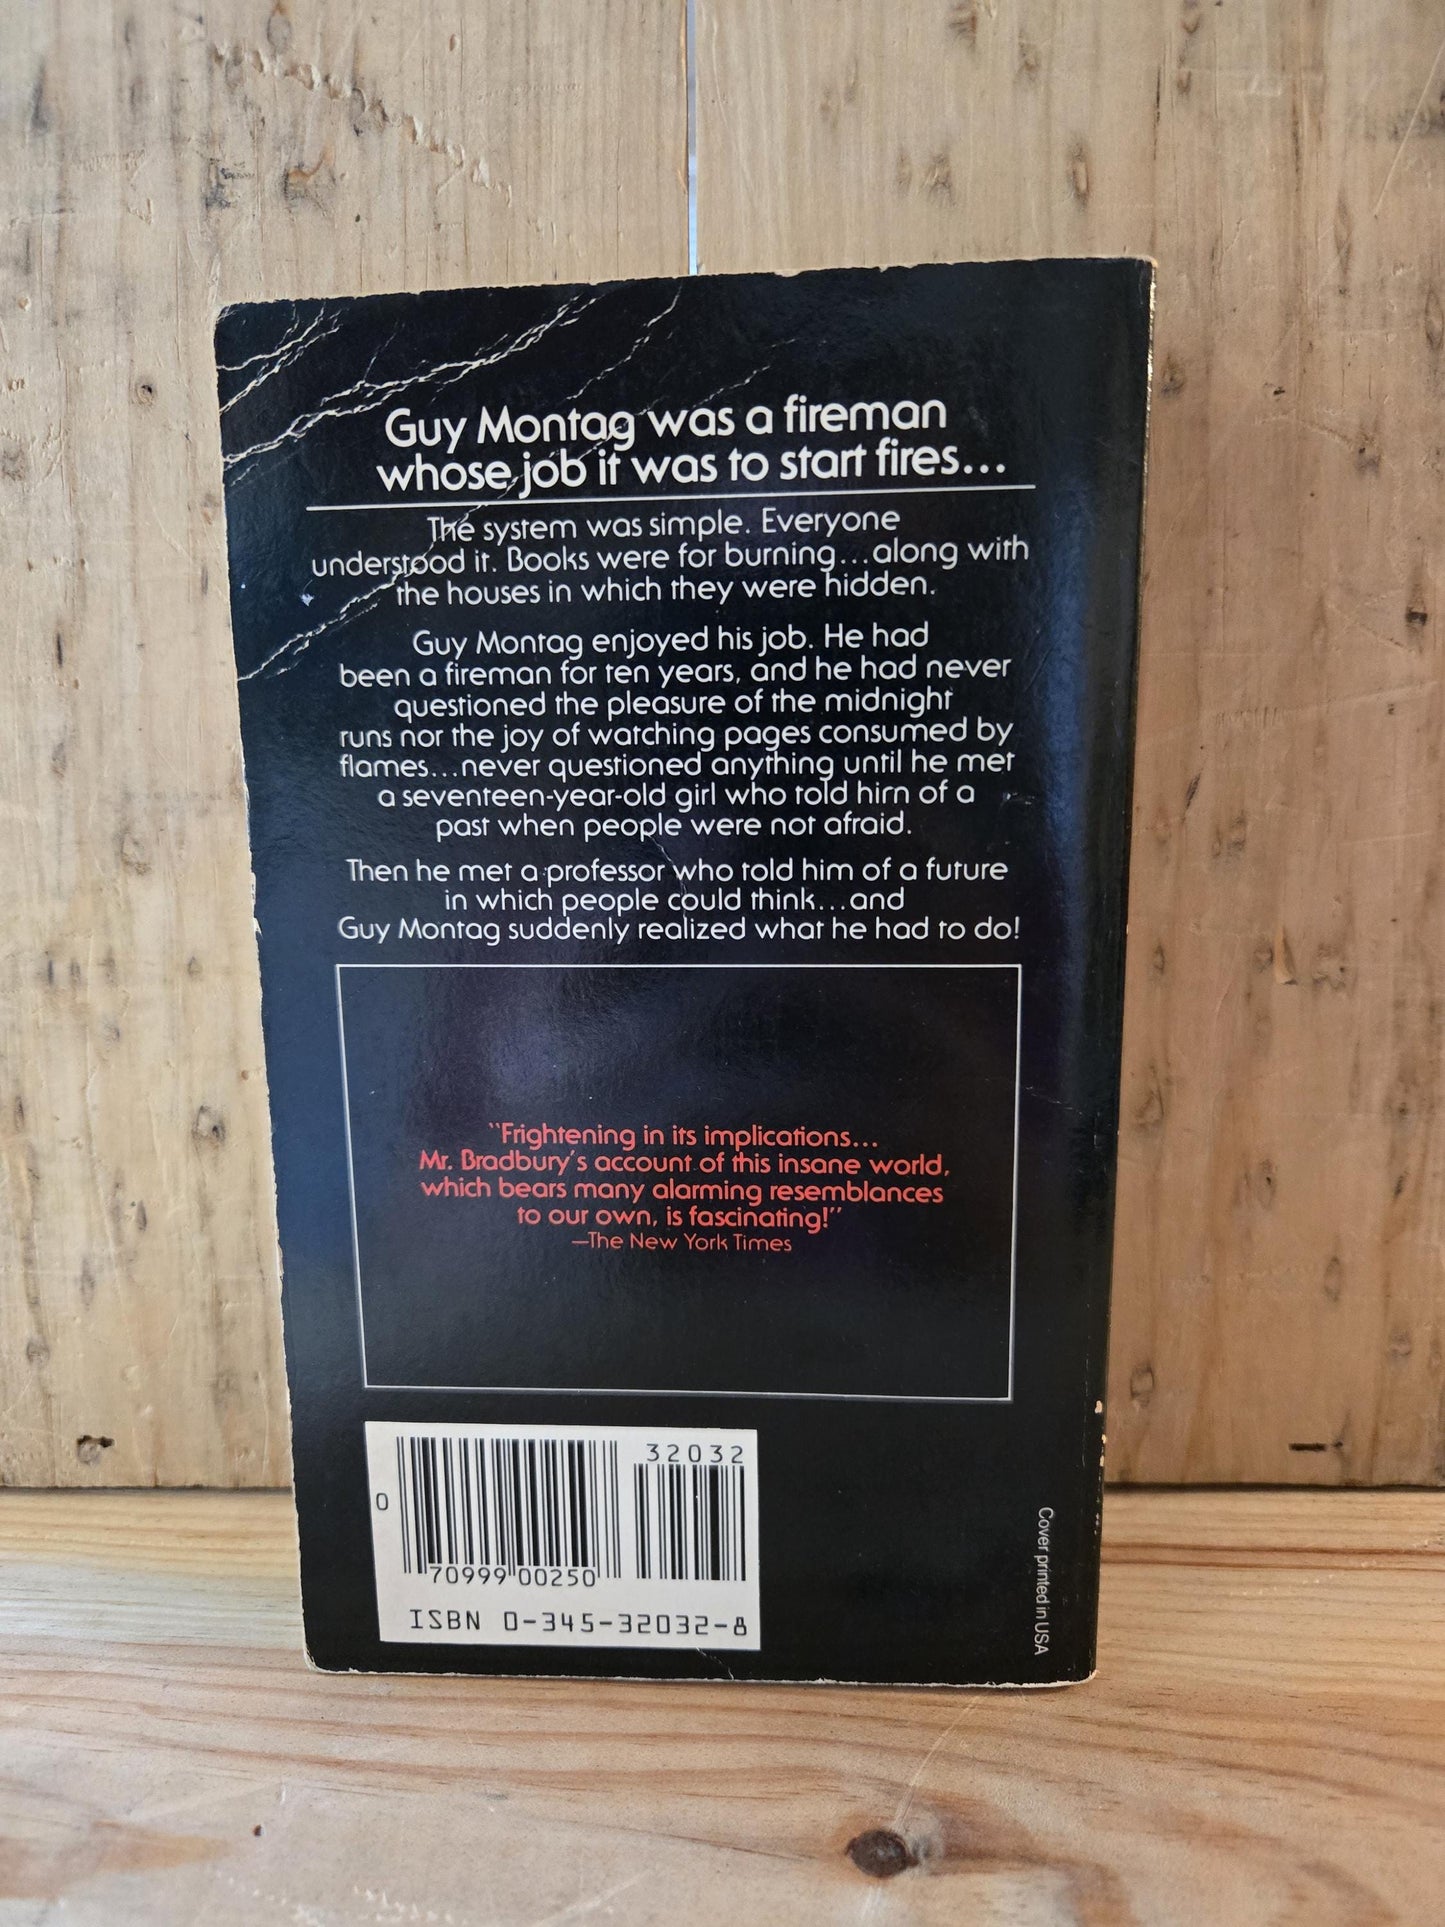 Guy Montag was a fireman
whose job it was to start fires...
The system was simple. Everyone
understood it. Books were for burning...along with
the houses in which they were hidden.
Guy Montag enjoyed his job. He had
been a fireman for ten years, and he had never
questioned the pleasure of the midnight
runs nor the joy of watching pages consumed by
flames...never questioned anything until he met
a seventeen-year-old girl who told him of a
past when people were not afraid.
Then he met a professor who told him of a future
in which people could think...and
Guy Montag suddenly realized what he had to do!
"Frightening in its implications...
Mr. Bradbury's account of this insane world,
which bears many alarming resemblances
to our own, is fascinating!"
—The New York Times
32032
0
70999 00250
ISBN 0-345-32032-8
Cover printed in USA